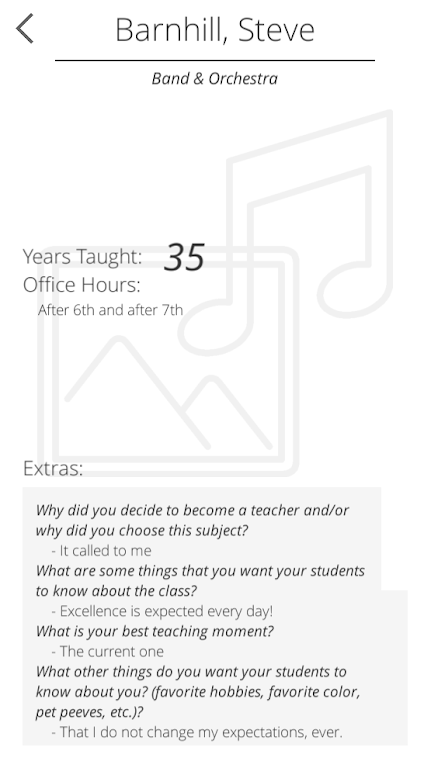 Barnhill, Steve
Band & Orchestra
Years Taught: 35
Office Hours:
After 6th and after 7th
Extras:
Why did you decide to become a teacher and/or
why did you choose this subject?
- It called to me
What are some things that you want your students
to know about the class?
- Excellence is expected every day!
What is your best teaching moment?
- The current one
What other things do you want your students to
know about you? (favorite hobbies, favorite color,
pet peeves, etc.)?
- That I do not change my expectations, ever.